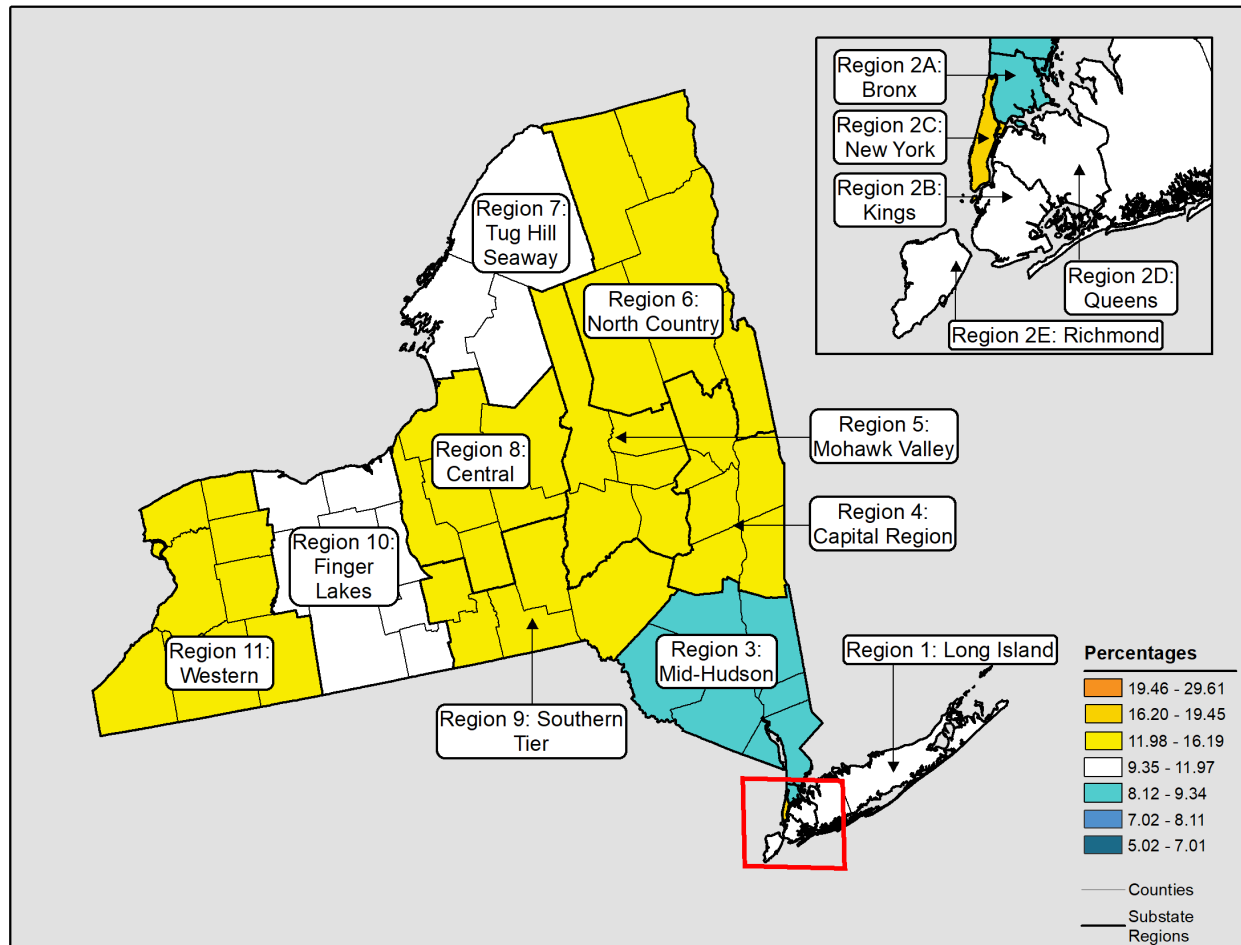 Region 2A:
Bronx
Region 2C:
New York
Region 2B:
Kings
Region 2D:
Queens
Region 2E: Richmond
Region 7:
Tug Hill
Seaway
Region 6:
North Country
Region 5:
Mohawk Valley
Region 8:
Central
Region 4:
Capital Region
Region 10:
Finger
Lakes
Region 11:
Western
Region 3:
Mid-Hudson
Region 1: Long Island
Region 9: Southern
Tier
Percentages
19.46 - 29.61
16.20 - 19.45
11.98 - 16.19
9.35 - 11.97
8.12 - 9.34
7.02 - 8.11
5.02 - 7.01
Counties
Substate
Regions